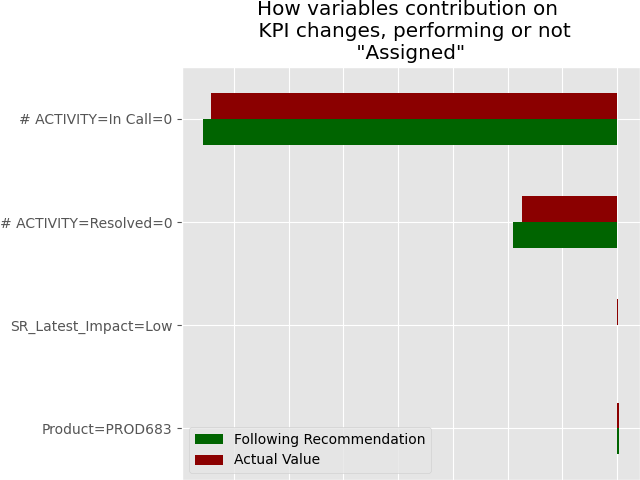 How variables contribution on
KPI changes, performing or not
"Assigned"
# ACTIVITY=In Call=0
# ACTIVITY=Resolved=0
SR_Latest_Impact=Low
Product=PROD683
Following Recommendation
Actual Value